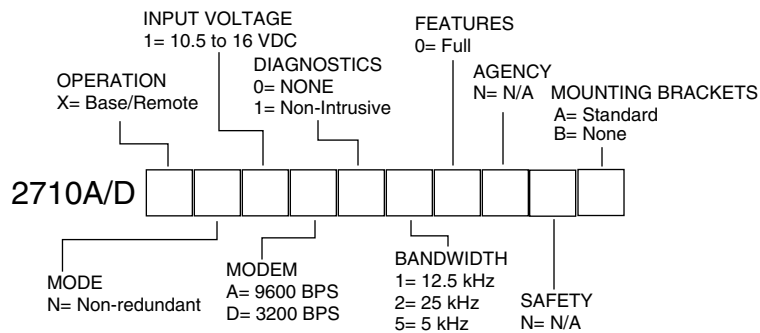 INPUT VOLTAGE
1= 10.5 to 16 VDC
FEATURES
0= Full
DIAGNOSTICS
0= NONE
1= Non-Intrusive
AGENCY
N= N/A
OPERATION
X= Base/Remote
MOUNTING BRACKETS
A= Standard
B= None
2710A/D
MODE
N= Non-redundant
MODEM
A= 9600 BPS
D= 3200 BPS
BANDWIDTH
1= 12.5 kHz
2= 25 kHz
5= 5 kHz
SAFETY
N= N/A